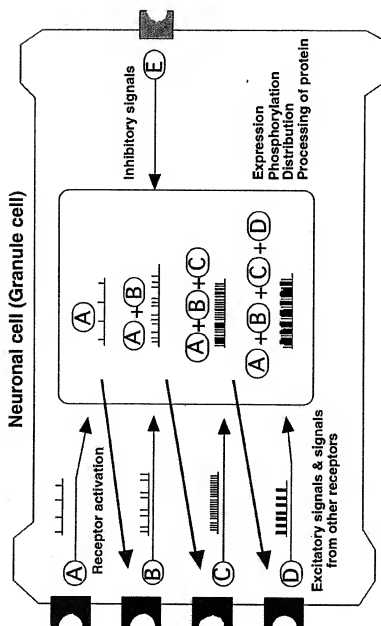 Neuronal cell (Granule cell)
A
Receptor activation
B
C
D
Excitatory signals & signals
from other receptors
A
A+B
A+B+C
A+B+C+D
Inhibitory signals
E
Expression
Phosphorylation
Distribution
Processing of protein